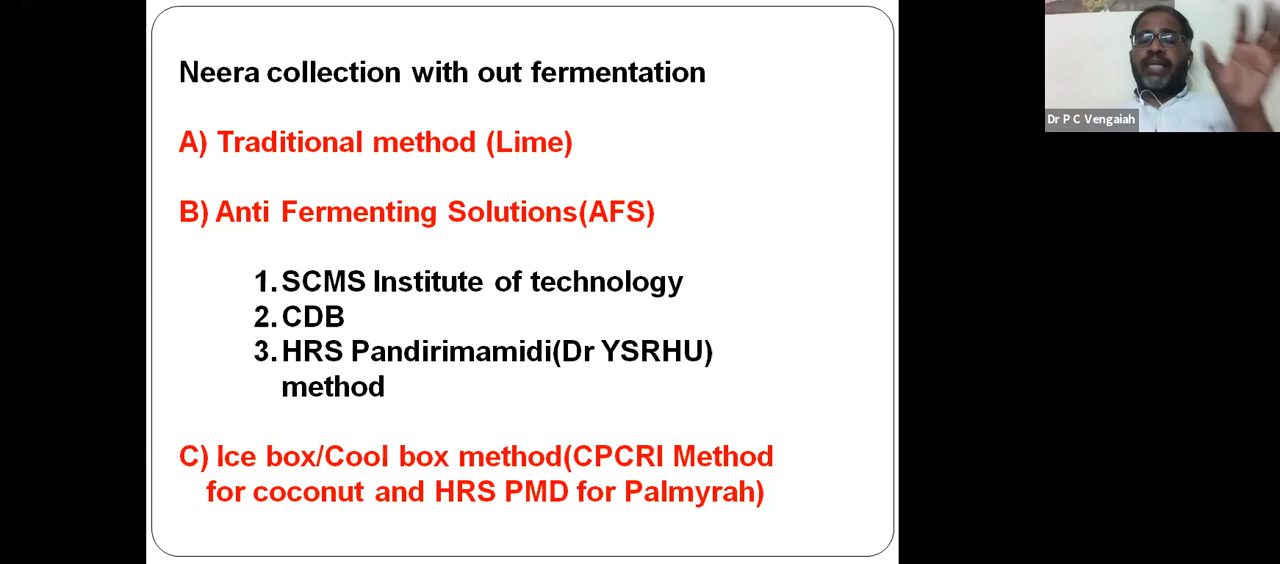 Neera collection with out fermentation
A) Traditional method (Lime)
B) Anti Fermenting Solutions(AFS)
1. SCMS Institute of technology
2. CDB
3. HRS Pandirimamidi(Dr YSRHU)
method
C) Ice box/Cool box method(CPCRI Method
for coconut and HRS PMD for Palmyrah)
Dr P C Vengaiah